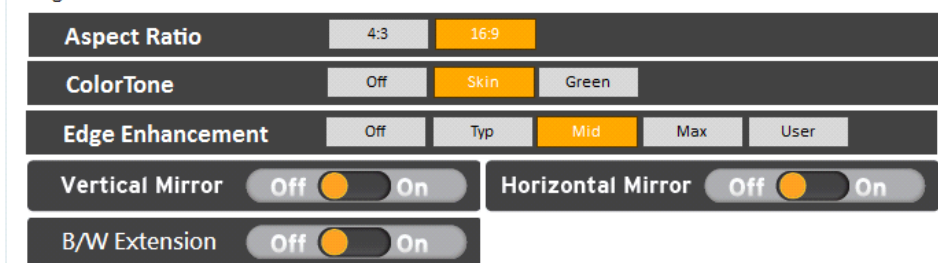 Aspect Ratio 4:3 16:9
ColorTone Off Skin Green
Edge Enhancement Off Typ Mid Max User
Vertical Mirror Off On Horizontal Mirror Off On
B/W Extension Off On